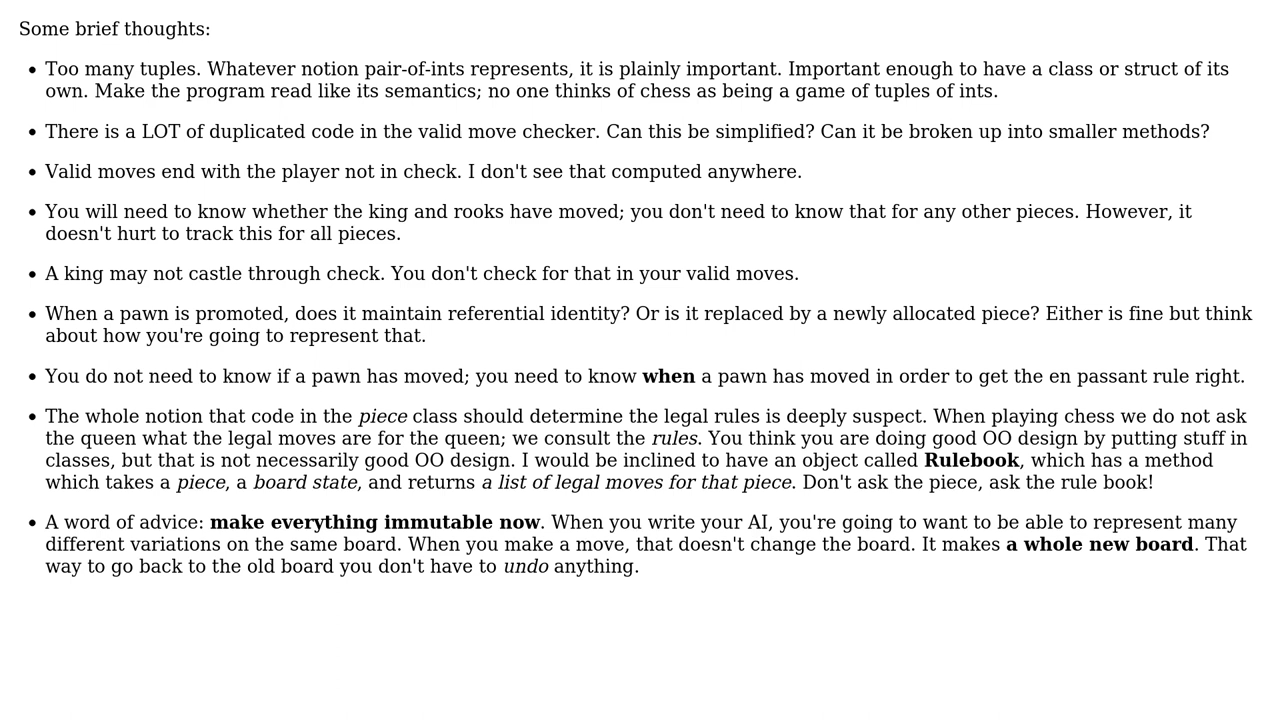 Some brief thoughts:
• Too many tuples. Whatever notion pair-of-ints represents, it is plainly important. Important enough to have a class or struct of its
own. Make the program read like its semantics; no one thinks of chess as being a game of tuples of ints.
• There is a LOT of duplicated code in the valid move checker. Can this be simplified? Can it be broken up into smaller methods?
• Valid moves end with the player not in check. I don't see that computed anywhere.
• You will need to know whether the king and rooks have moved; you don't need to know that for any other pieces. However, it
doesn't hurt to track this for all pieces.
• A king may not castle through check. You don't check for that in your valid moves.
• When a pawn is promoted, does it maintain referential identity? Or is it replaced by a newly allocated piece? Either is fine but think
about how you're going to represent that.
• You do not need to know if a pawn has moved; you need to know when a pawn has moved in order to get the en passant rule right.
• The whole notion that code in the piece class should determine the legal rules is deeply suspect. When playing chess we do not ask
the queen what the legal moves are for the queen; we consult the rules. You think you are doing good OO design by putting stuff in
classes, but that is not necessarily good OO design. I would be inclined to have an object called Rulebook, which has a method
which takes a piece, a board state, and returns a list of legal moves for that piece. Don't ask the piece, ask the rule book!
• A word of advice: make everything immutable now. When you write your AI, you're going to want to be able to represent many
different variations on the same board. When you make a move, that doesn't change the board. It makes a whole new board. That
way to go back to the old board you don't have to undo anything.